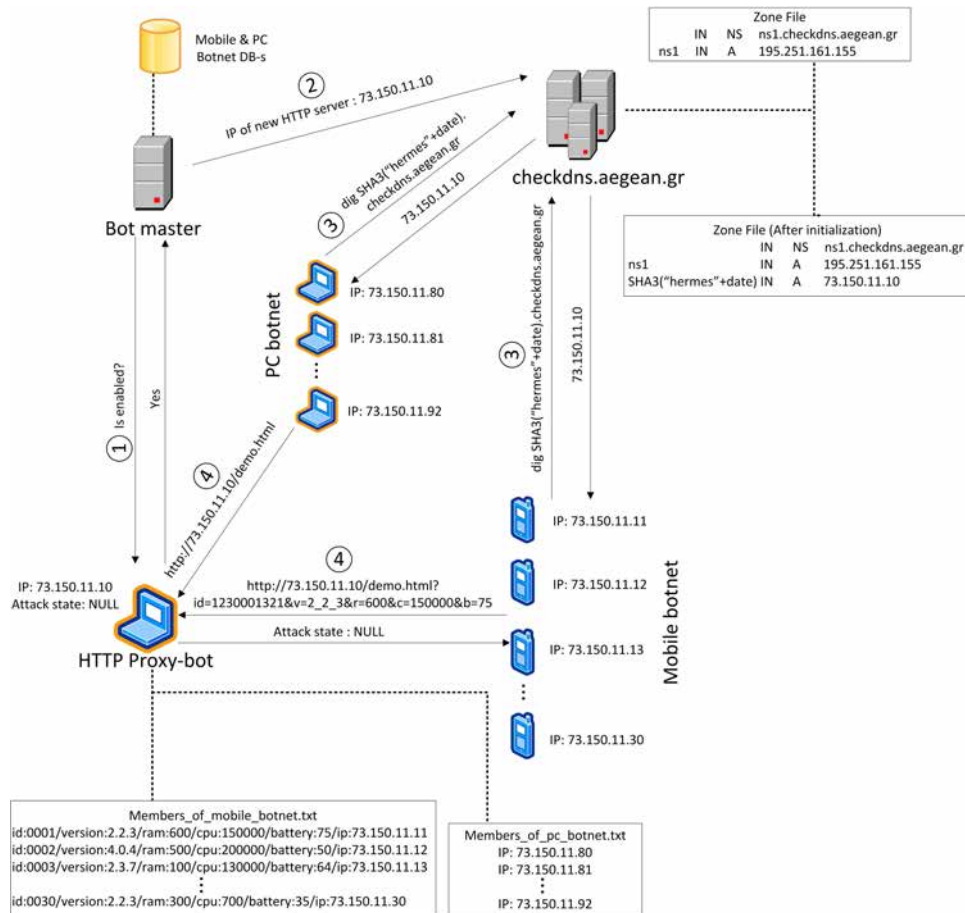 Mobile & PC
Botnet DB-s
Zone File
IN NS ns1.checkdns.aegean.gr
ns1 IN A 195.251.161.155
2
IP of new HTTP server : 73.150.11.10
Bot master
dig SHA3("hermes"+date).
checkdns.aegean.gr
3
73.150.11.10
checkdns.aegean.gr
Zone File (After initialization)
IN NS ns1.checkdns.aegean.gr
ns1 IN A 195.251.161.155
SHA3("hermes"+date) IN A 73.150.11.10
PC botnet
IP: 73.150.11.80
IP: 73.150.11.81
IP: 73.150.11.92
1
Is enabled?
Yes
4
http://73.150.11.10/demo.html
3
dig SHA3("hermes"+date).checkdns.aegean.gr
73.150.11.10
IP: 73.150.11.10
Attack state: NULL
HTTP Proxy-bot
4
http://73.150.11.10/demo.html?
id=1230001321&v=2_2_3&r=600&c=150000&b=75
Attack state : NULL
IP: 73.150.11.11
IP: 73.150.11.12
IP: 73.150.11.13
IP: 73.150.11.30
Mobile botnet
Members_of_mobile_botnet.txt
id:0001/version:2.2.3/ram:600/cpu:150000/battery:75/ip:73.150.11.11
id:0002/version:4.0.4/ram:500/cpu:200000/battery:50/ip:73.150.11.12
id:0003/version:2.3.7/ram:100/cpu:130000/battery:64/ip:73.150.11.13
id:0030/version:2.2.3/ram:300/cpu:700/battery:35/ip:73.150.11.30
Members_of_pc_botnet.txt
IP: 73.150.11.80
IP: 73.150.11.81
IP: 73.150.11.92